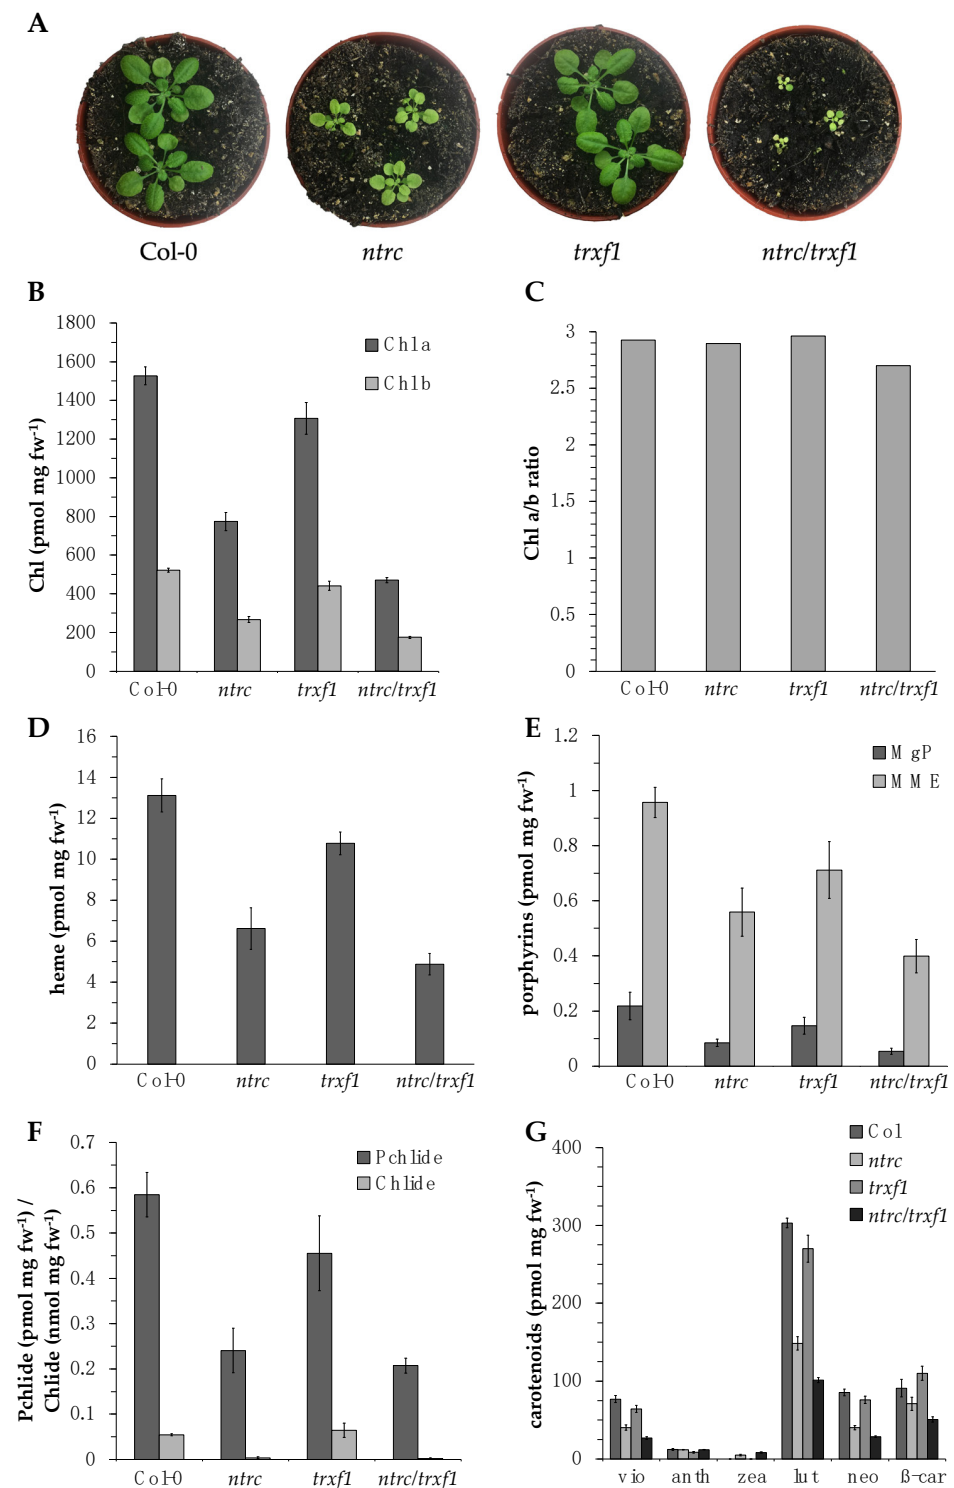 A
Col-0
ntrc
trxf1
ntrc/trxf1
B
Chl (pmol mg fw-1)
1800
1600
1400
1200
1000
800
600
400
200
0
Chla
Chlb
Col-0
ntrc
trxf1
ntrc/trxf1
C
Chl a/b ratio
3
2.5
2
1.5
1
0.5
0
Col-0
ntrc
trxf1
ntrc/trxf1
D
heme (pmol mg fw-1)
16
14
12
10
8
6
4
2
0
Col-0
ntrc
trxf1
ntrc/trxf1
E
porphyrins (pmol mg fw-1)
1.2
1
0.8
0.6
0.4
0.2
0
MgP
MME
Col-0
ntrc
trxf1
ntrc/trxf1
F
Pchlide (pmol mg fw-1) /
Chlide (nmol mg fw-1)
0.7
0.6
0.5
0.4
0.3
0.2
0.1
0
Pchlide
Chlide
Col-0
ntrc
trxf1
ntrc/trxf1
G
carotenoids (pmol mg fw-1)
400
300
200
100
0
Col
ntrc
trxf1
ntrc/trxf1
vio
anth
zea
lut
neo
ß-car